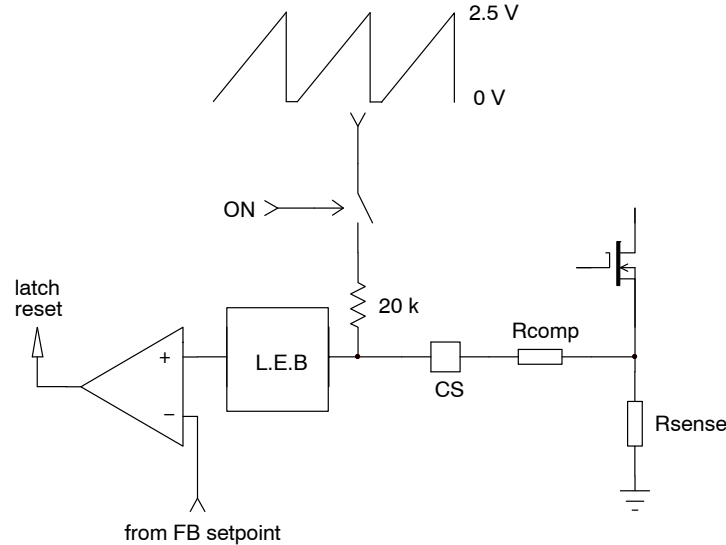 2.5 V
0 V
ON
20 k
latch
reset
L.E.B
+
−
CS
Rcomp
Rsense
from FB setpoint